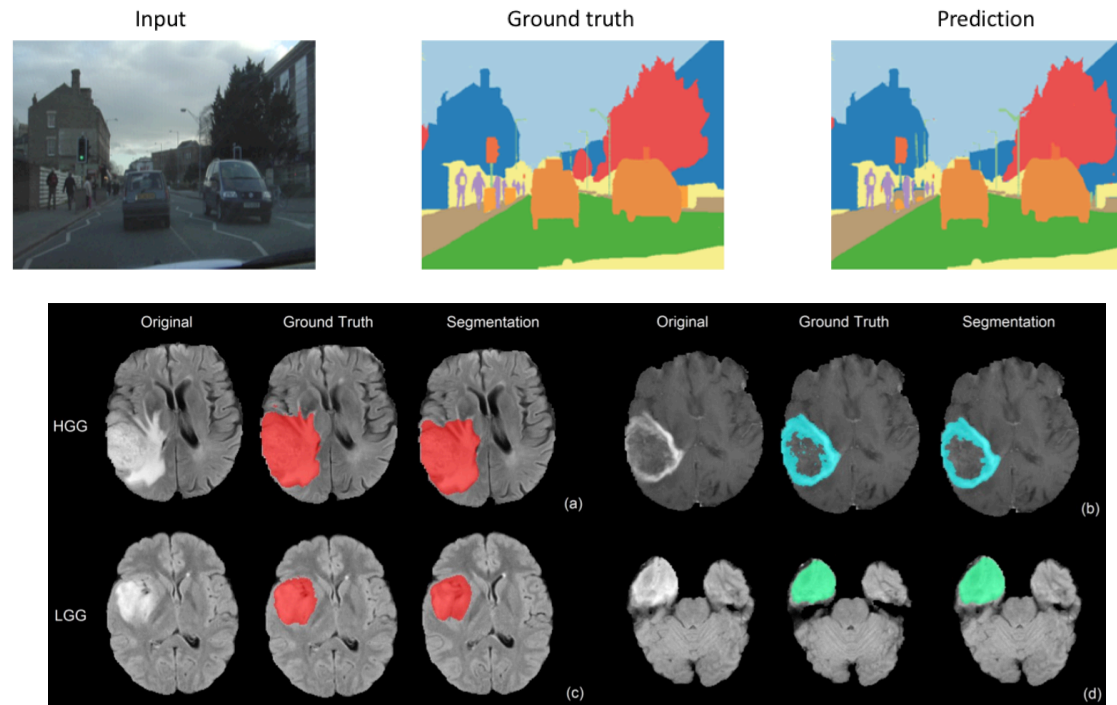 Input Ground truth Prediction
Original Ground Truth Segmentation Original Ground Truth Segmentation
HGG
(a) (b)
LGG
(c) (d)